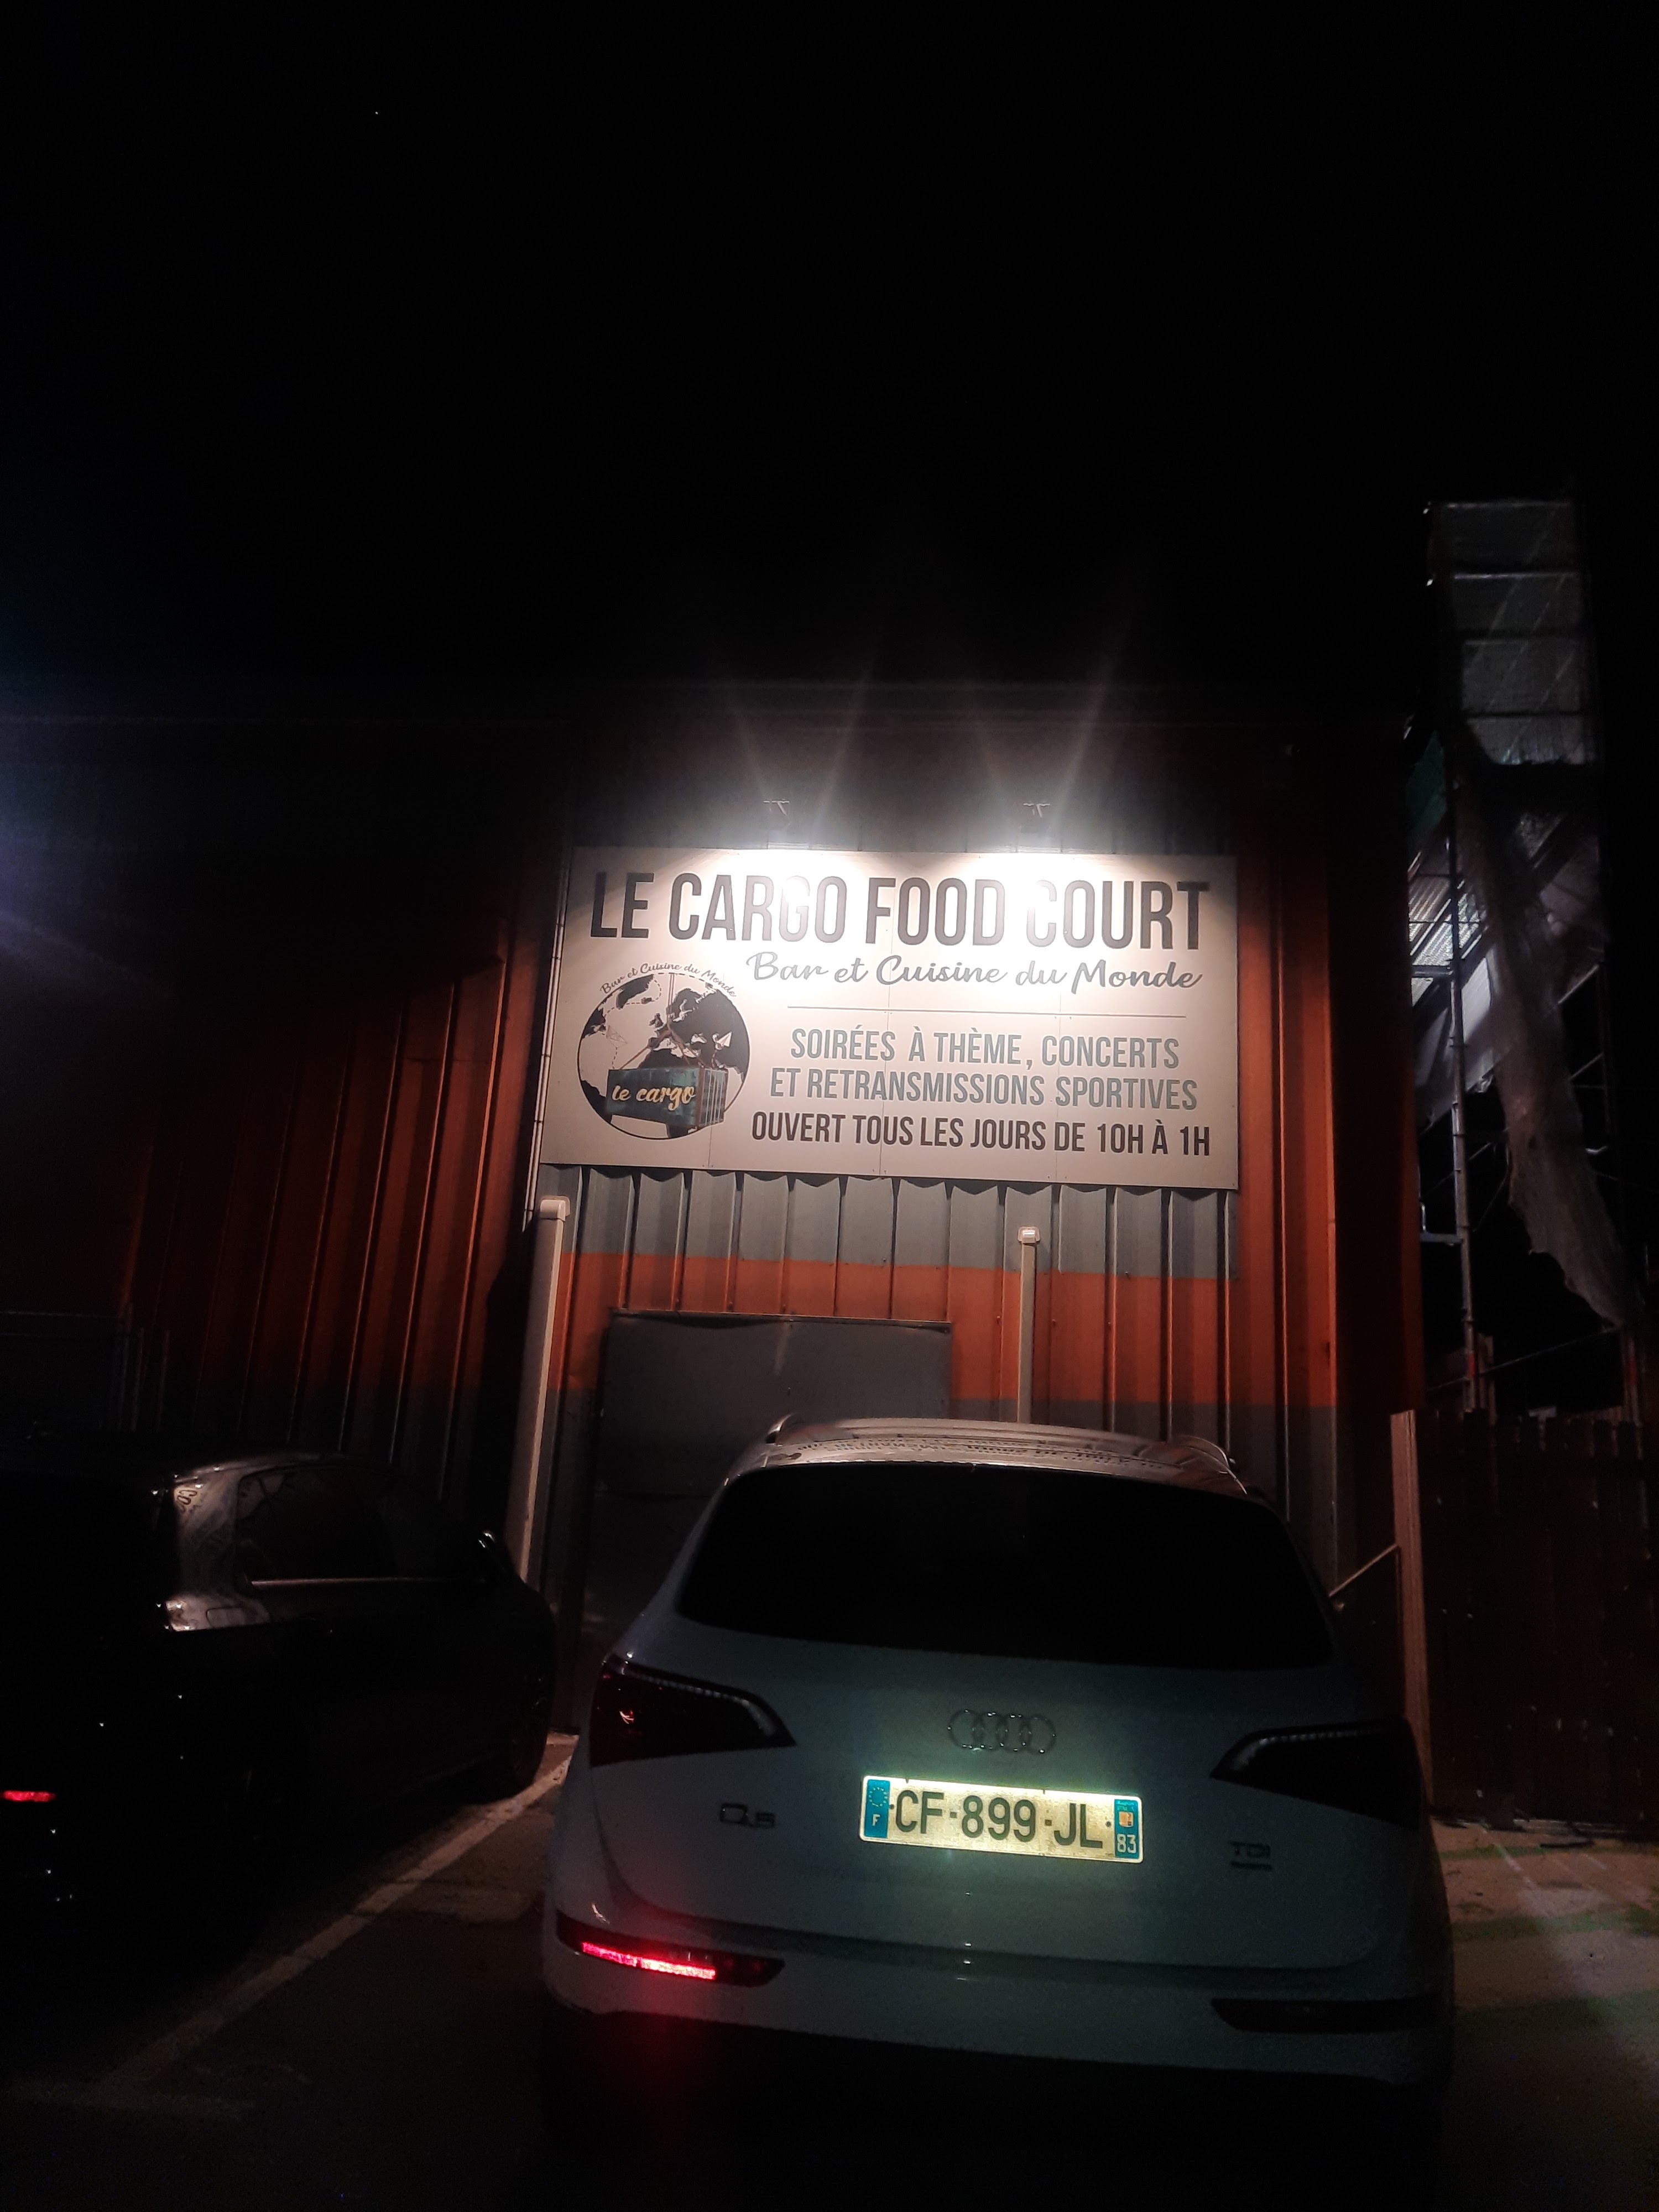 LE CARGO FOOD COURT
Bar et Cuisine du Monde
Bar et Cuisine du Monde
le cargo
SOIRÉES À THÈME, CONCERTS
ET RETRANSMISSIONS SPORTIVES
OUVERT TOUS LES JOURS DE 10H À 1H
Q5
F
CF-899-JL
83
TDI